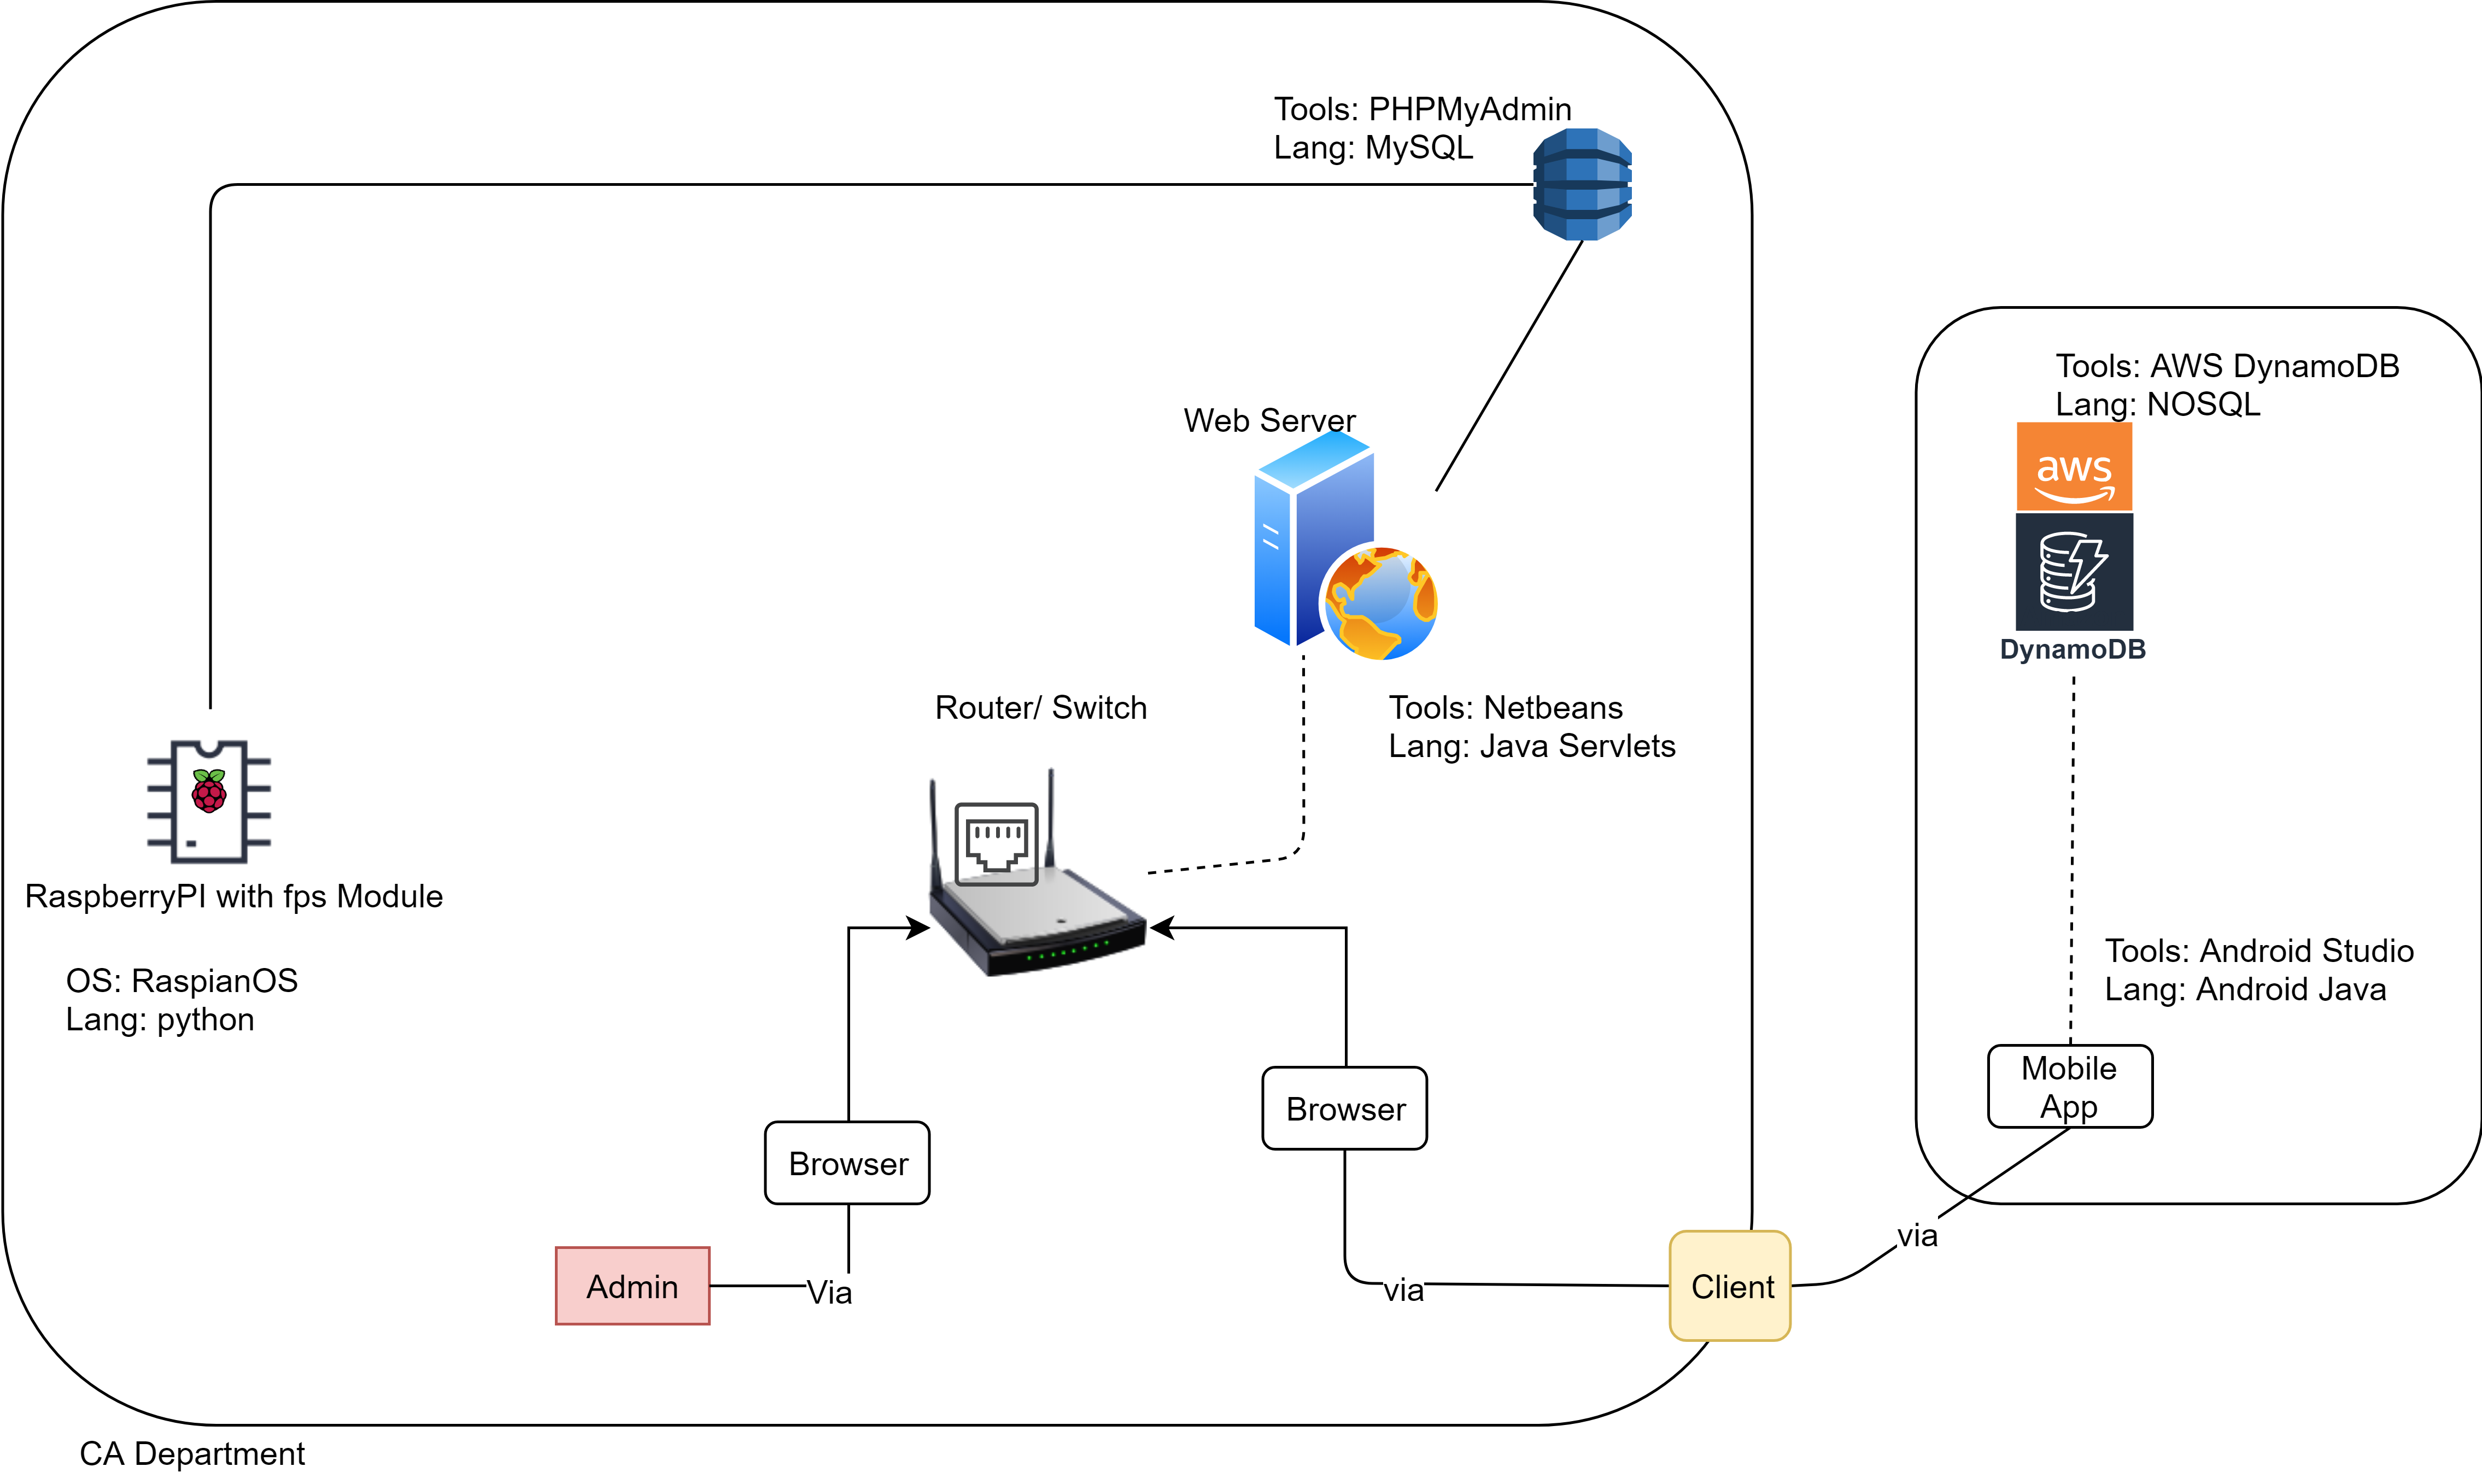 Tools: PHPMyAdmin
Lang: MySQL
Tools: AWS DynamoDB
Lang: NOSQL
aws
DynamoDB
Web Server
Router/ Switch
Tools: Netbeans
Lang: Java Servlets
RaspberryPI with fps Module
OS: RaspianOS
Lang: python
Tools: Android Studio
Lang: Android Java
Mobile
App
Browser
Browser
via
Admin
Via
via
Client
CA Department